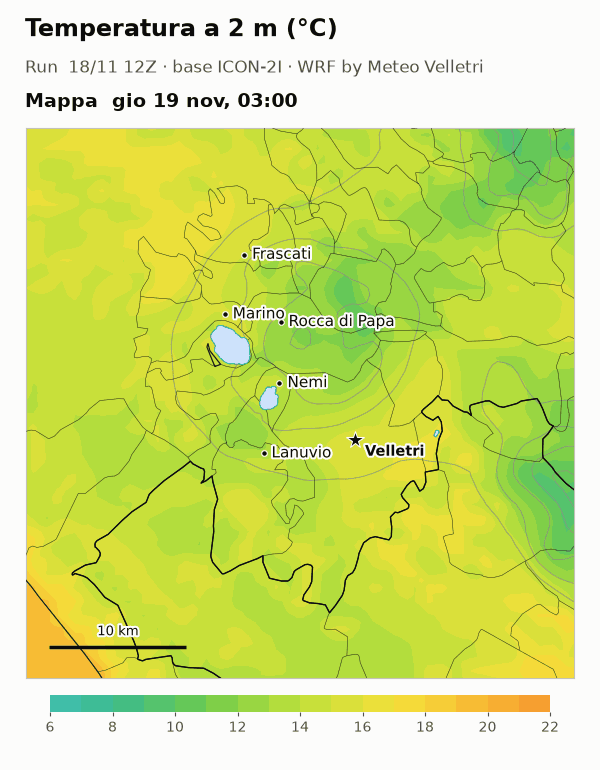 Temperatura a 2 m (°C)
Run  18/11 12Z · base ICON-2I · WRF by Meteo Velletri
Mappa  gio 19 nov, 03:00
Frascati
Marino
Rocca di Papa
Nemi
Velletri
Lanuvio
10 km
6 8 10 12 14 16 18 20 22